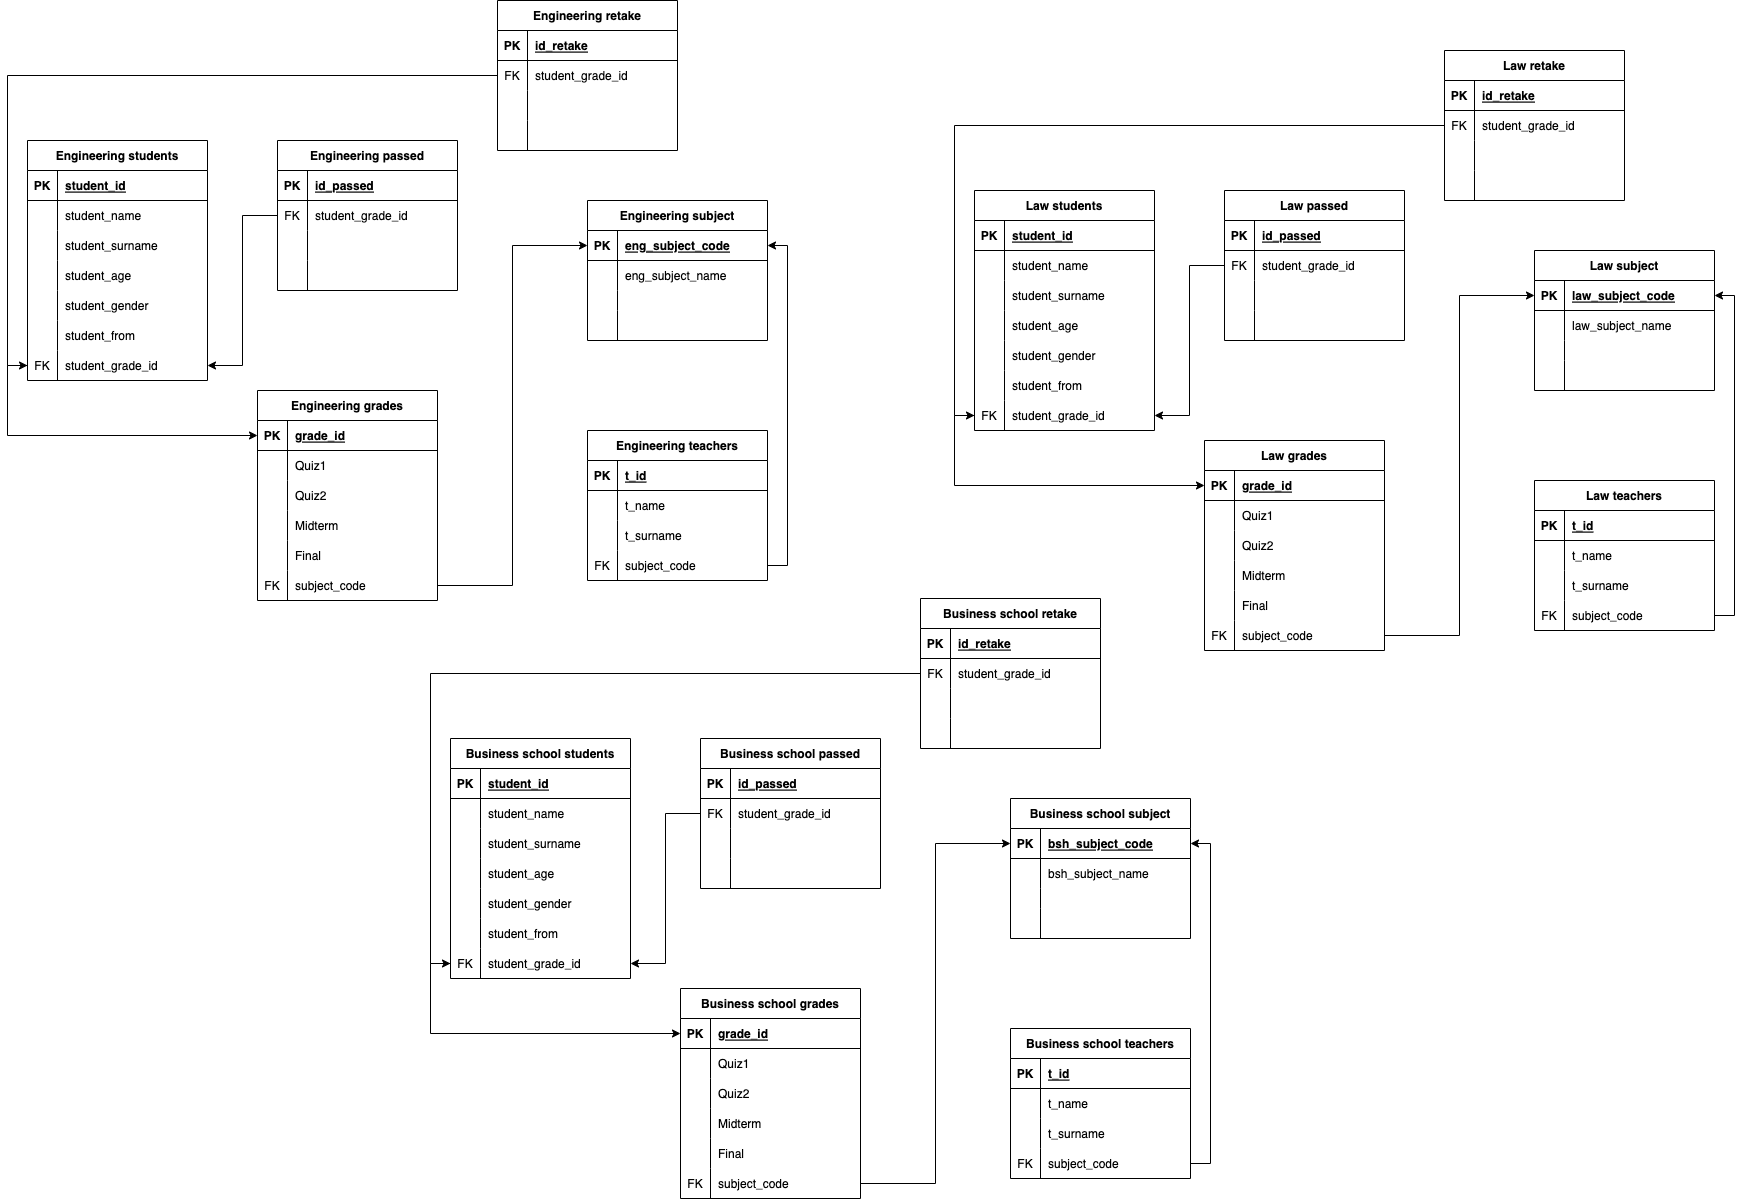 Engineering retake
PK id_retake
FK student_grade_id
Engineering students
PK student_id
student_name
student_surname
student_age
student_gender
student_from
FK student_grade_id
Engineering passed
PK id_passed
FK student_grade_id
Engineering subject
PK eng_subject_code
eng_subject_name
Engineering grades
PK grade_id
Quiz1
Quiz2
Midterm
Final
FK subject_code
Engineering teachers
PK t_id
t_name
t_surname
FK subject_code
Law retake
PK id_retake
FK student_grade_id
Law students
PK student_id
student_name
student_surname
student_age
student_gender
student_from
FK student_grade_id
Law passed
PK id_passed
FK student_grade_id
Law subject
PK law_subject_code
law_subject_name
Law grades
PK grade_id
Quiz1
Quiz2
Midterm
Final
FK subject_code
Law teachers
PK t_id
t_name
t_surname
FK subject_code
Business school retake
PK id_retake
FK student_grade_id
Business school students
PK student_id
student_name
student_surname
student_age
student_gender
student_from
FK student_grade_id
Business school passed
PK id_passed
FK student_grade_id
Business school subject
PK bsh_subject_code
bsh_subject_name
Business school grades
PK grade_id
Quiz1
Quiz2
Midterm
Final
FK subject_code
Business school teachers
PK t_id
t_name
t_surname
FK subject_code